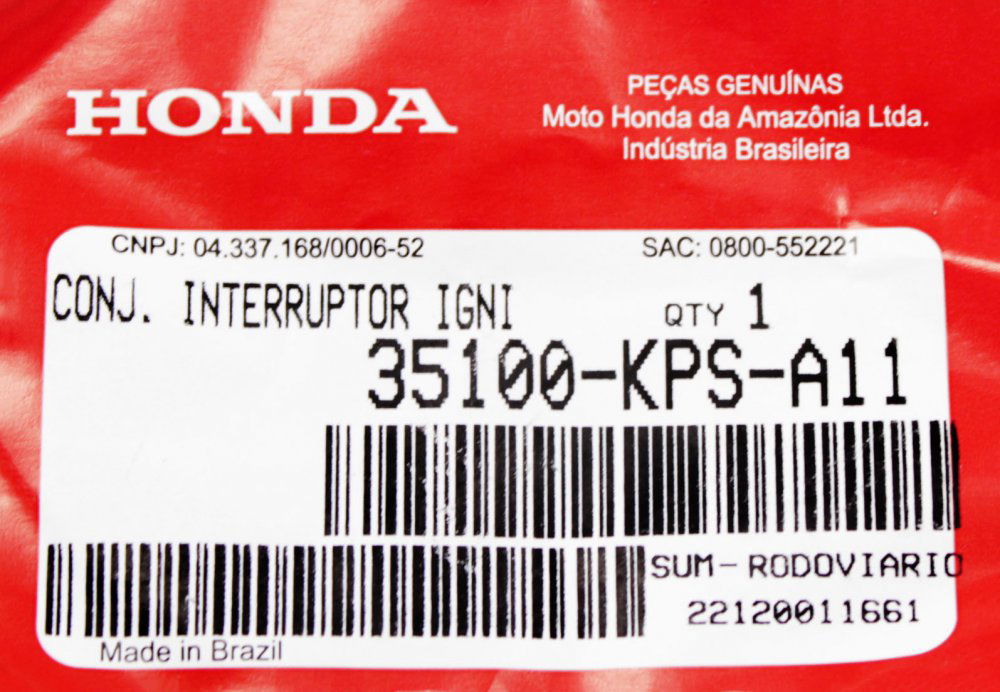 HONDA
PEÇAS GENUÍNAS
Moto Honda da Amazônia Ltda.
Indústria Brasileira
CNPJ: 04.337.168/0006-52
SAC: 0800-552221
CONJ. INTERRUPTOR IGNI
QTY 1
35100-KPS-A11
SUM-RODOVIARIO
22120011661
Made in Brazil